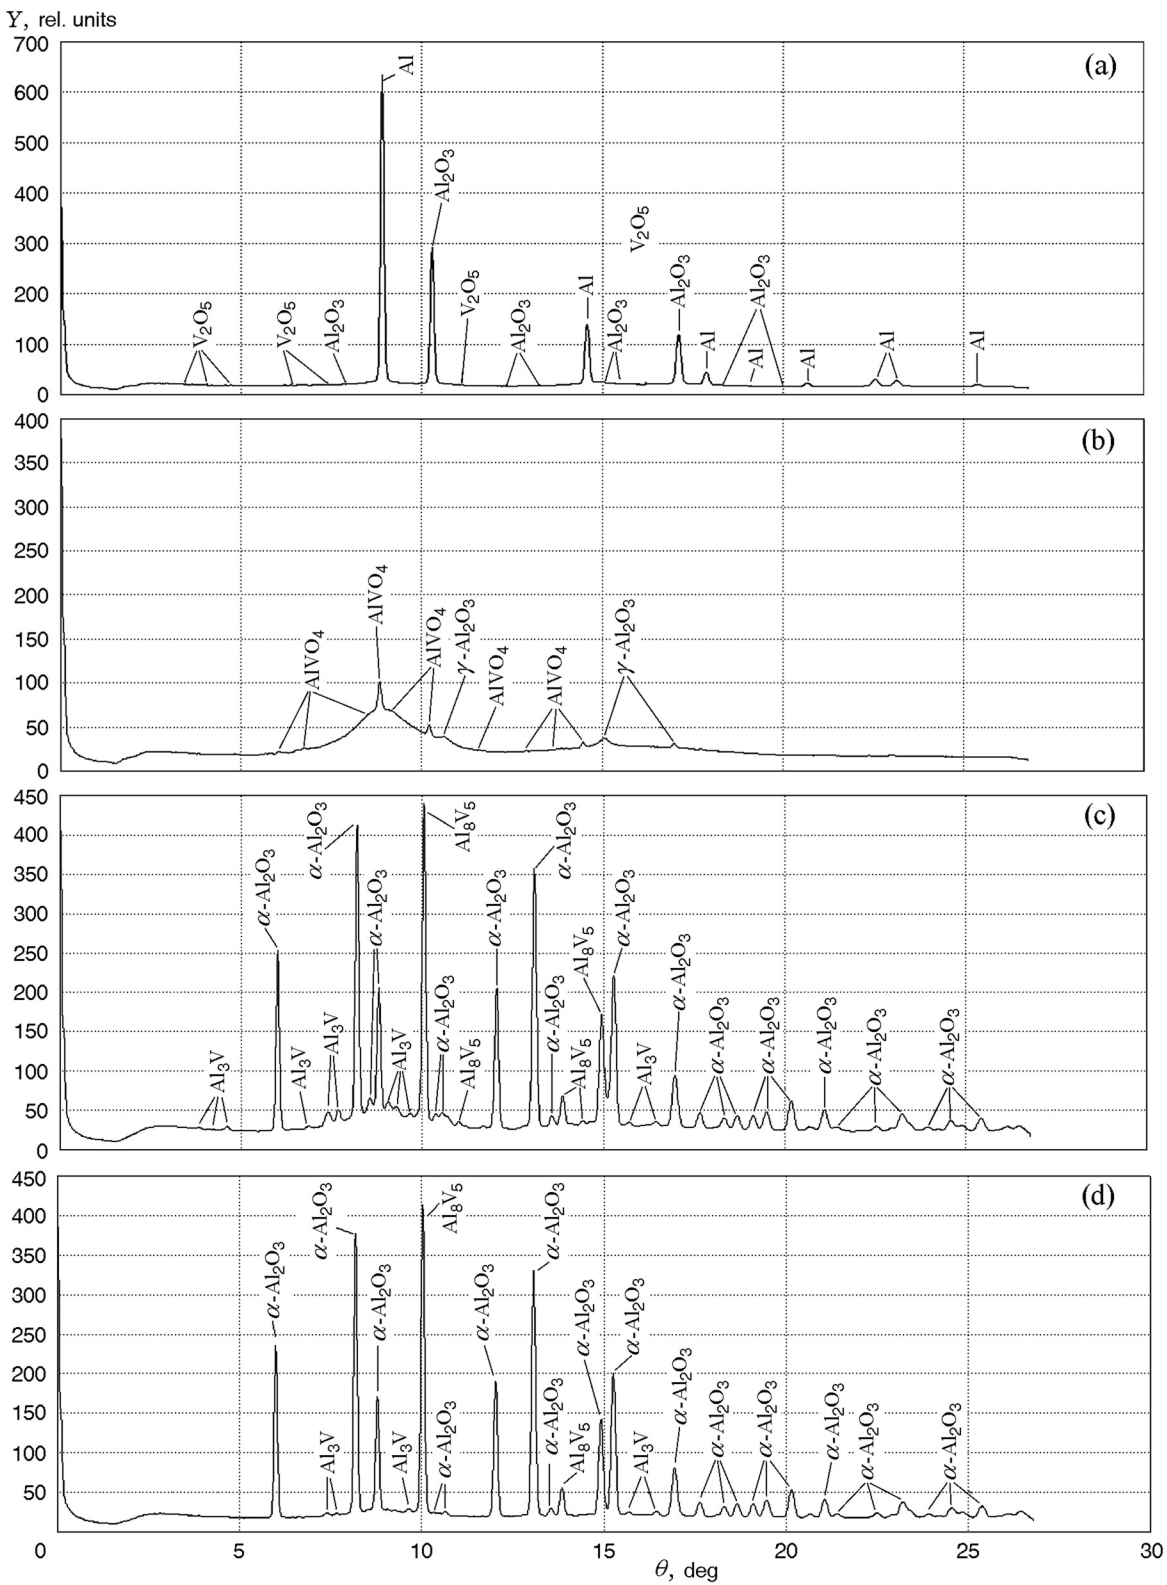 Y, rel. units
(a)
700
600
500
400
300
200
100
0
V₂O₅
V₂O₅
Al₂O₃
Al
Al₂O₃
V₂O₅
Al₂O₃
Al
Al₂O₃
V₂O₅
Al₂O₃
Al
Al₂O₃
Al
Al
Al
Al
(b)
400
350
300
250
200
150
100
50
0
AlVO₄
AlVO₄
AlVO₄
γ-Al₂O₃
AlVO₄
AlVO₄
γ-Al₂O₃
(c)
450
400
350
300
250
200
150
100
50
0
Al₃V
α-Al₂O₃
Al₃V
Al₃V
α-Al₂O₃
α-Al₂O₃
Al₃V
Al₈V₅
α-Al₂O₃
Al₈V₅
α-Al₂O₃
α-Al₂O₃
α-Al₂O₃
Al₈V₅
Al₈V₅
α-Al₂O₃
Al₃V
α-Al₂O₃
α-Al₂O₃
α-Al₂O₃
α-Al₂O₃
α-Al₂O₃
α-Al₂O₃
(d)
450
400
350
300
250
200
150
100
50
0
α-Al₂O₃
Al₃V
α-Al₂O₃
α-Al₂O₃
Al₃V
Al₈V₅
α-Al₂O₃
α-Al₂O₃
α-Al₂O₃
α-Al₂O₃
Al₈V₅
α-Al₂O₃
α-Al₂O₃
Al₃V
α-Al₂O₃
α-Al₂O₃
α-Al₂O₃
α-Al₂O₃
α-Al₂O₃
α-Al₂O₃
5 10 15 20 25 30
θ, deg